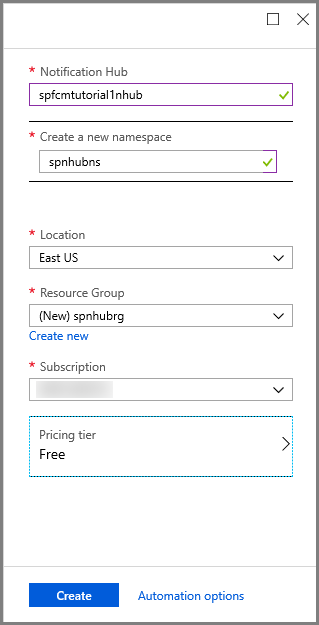 * Notification Hub
spfcmtutorial1nhub
* Create a new namespace
spnhubns
* Location
East US
* Resource Group
(New) spnhubrg
Create new
* Subscription
Pricing tier
Free
Create
Automation options